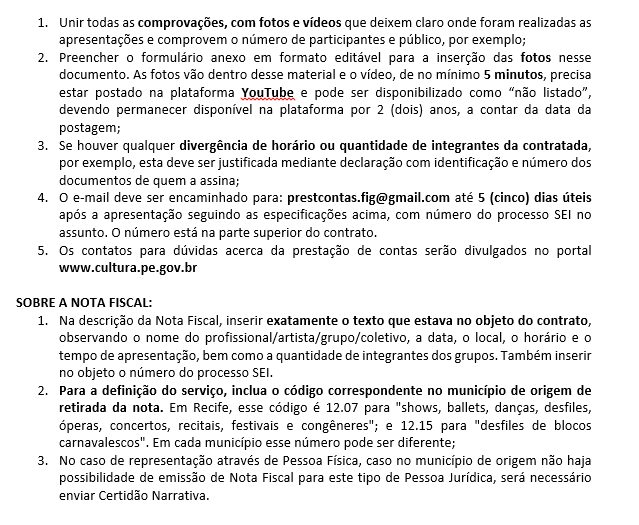 1. Unir todas as comprovações, com fotos e vídeos que deixem claro onde foram realizadas as
apresentações e comprovem o número de participantes e público, por exemplo;
2. Preencher o formulário anexo em formato editável para a inserção das fotos nesse
documento. As fotos vão dentro desse material e o vídeo, de no mínimo 5 minutos, precisa
estar postado na plataforma YouTube e pode ser disponibilizado como “não listado”,
devendo permanecer disponível na plataforma por 2 (dois) anos, a contar da data da
postagem;
3. Se houver qualquer divergência de horário ou quantidade de integrantes da contratada,
por exemplo, esta deve ser justificada mediante declaração com identificação e número dos
documentos de quem a assina;
4. O e-mail deve ser encaminhado para: prestcontas.fig@gmail.com até 5 (cinco) dias úteis
após a apresentação seguindo as especificações acima, com número do processo SEI no
assunto. O número está na parte superior do contrato.
5. Os contatos para dúvidas acerca da prestação de contas serão divulgados no portal
www.cultura.pe.gov.br
SOBRE A NOTA FISCAL:
1. Na descrição da Nota Fiscal, inserir exatamente o texto que estava no objeto do contrato,
observando o nome do profissional/artista/grupo/coletivo, a data, o local, o horário e o
tempo de apresentação, bem como a quantidade de integrantes dos grupos. Também inserir
no objeto o número do processo SEI.
2. Para a definição do serviço, inclua o código correspondente no município de origem de
retirada da nota. Em Recife, esse código é 12.07 para "shows, ballets, danças, desfiles,
óperas, concertos, recitais, festivais e congêneres"; e 12.15 para "desfiles de blocos
carnavalescos". Em cada município esse número pode ser diferente;
3. No caso de representação através de Pessoa Física, caso no município de origem não haja
possibilidade de emissão de Nota Fiscal para este tipo de Pessoa Jurídica, será necessário
enviar Certidão Narrativa.